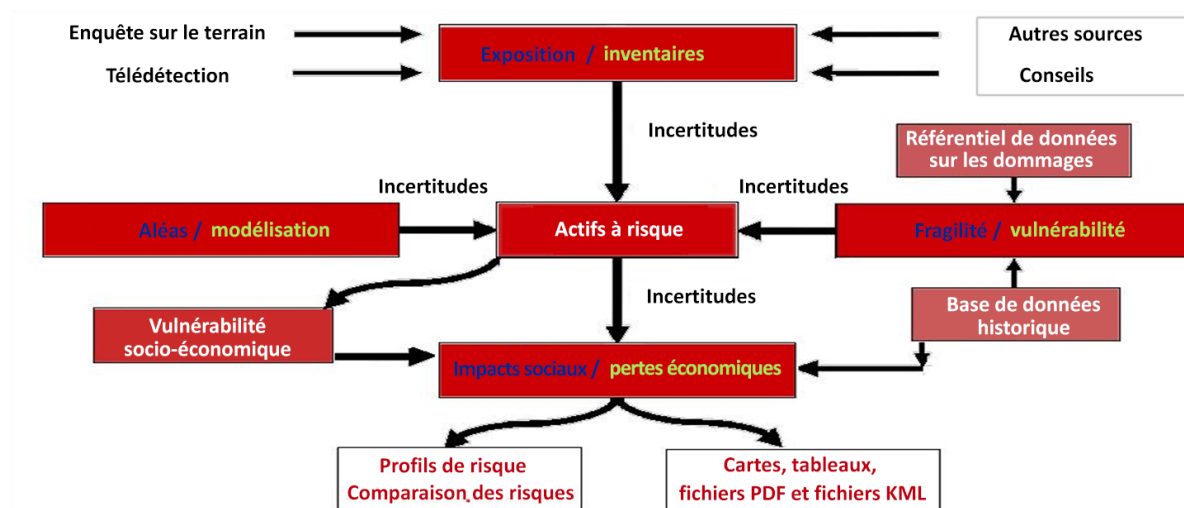 Enquête sur le terrain
Exposition / inventaires
Autres sources
Télédétection
Conseils
Incertitudes
Référentiel de données
sur les dommages
Incertitudes
Incertitudes
Aléas / modélisation
Actifs à risque
Fragilité / vulnérabilité
Incertitudes
Vulnérabilité
socio-économique
Base de données
historique
Impacts sociaux / pertes économiques
Profils de risque
Comparaison des risques
Cartes, tableaux,
fichiers PDF et fichiers KML